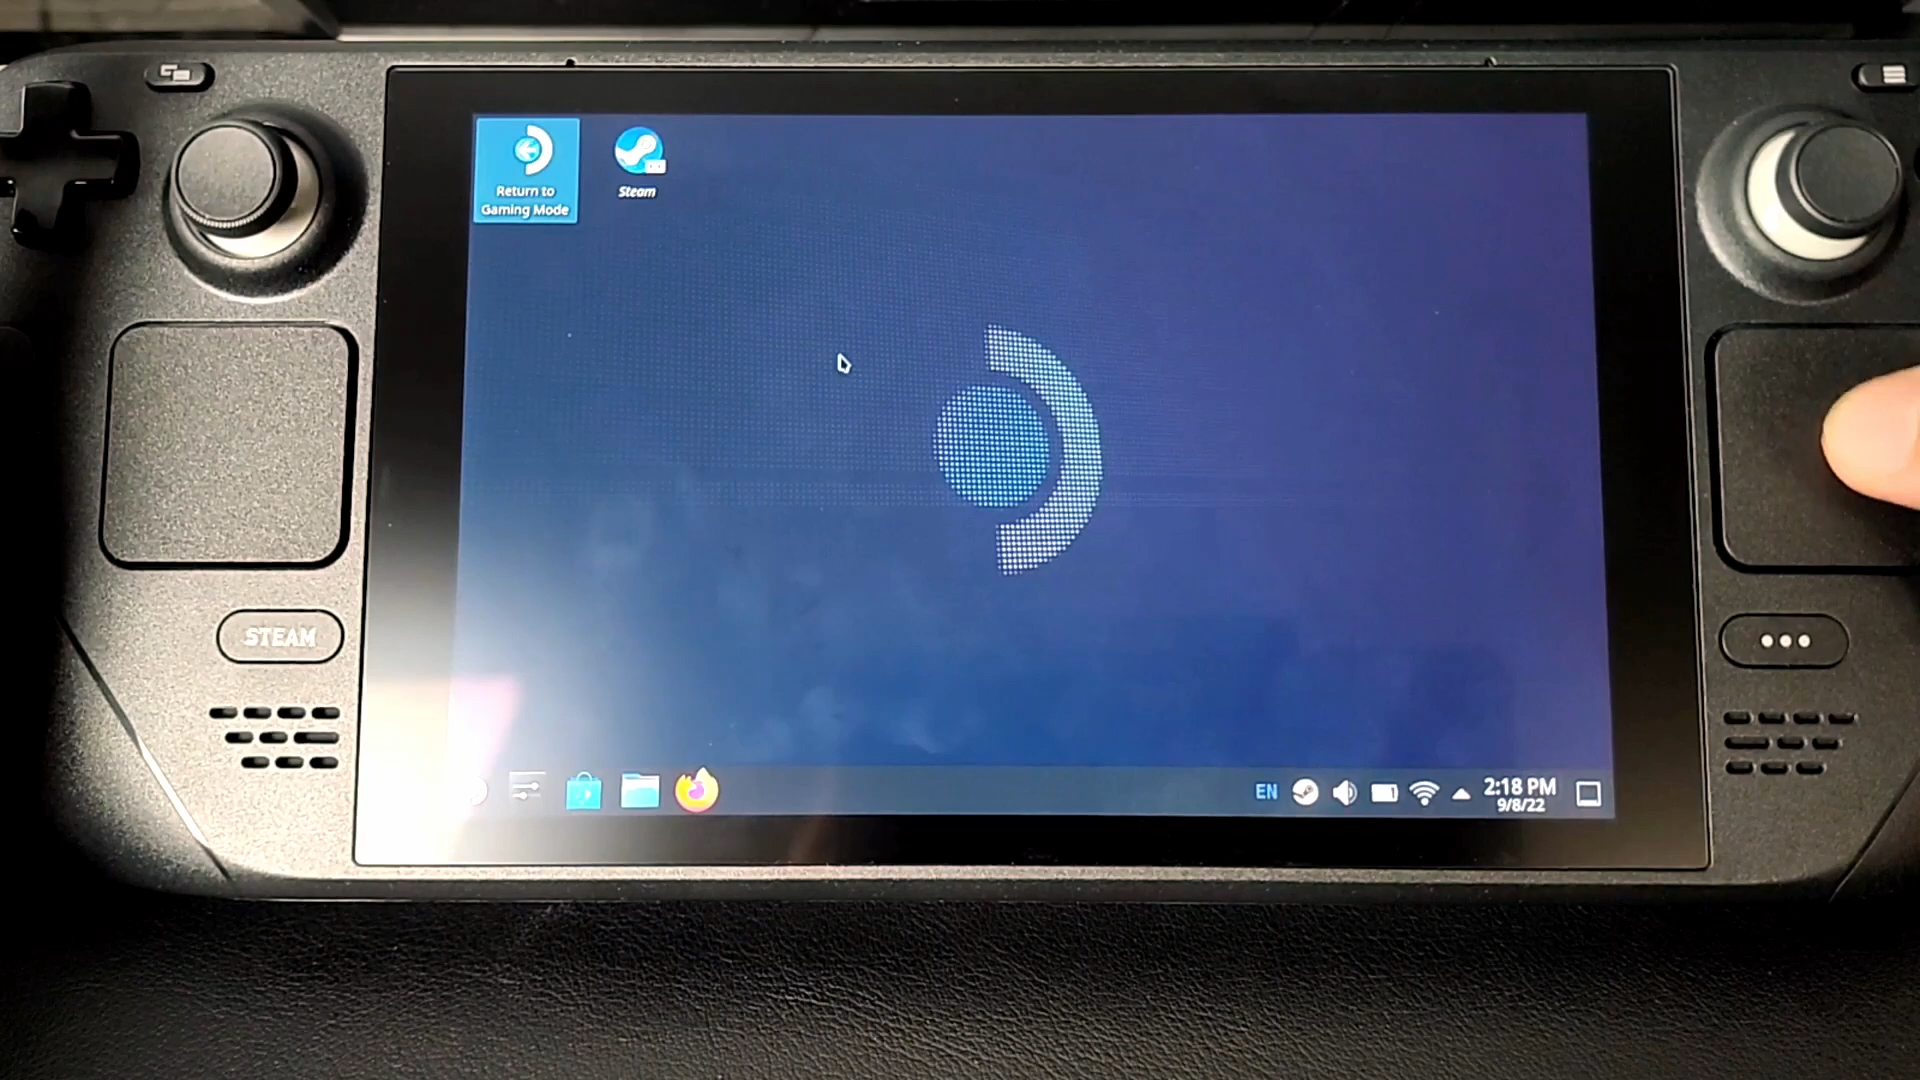 Return to
Gaming Mode
Steam
STEAM
EN
2:18 PM
9/8/22